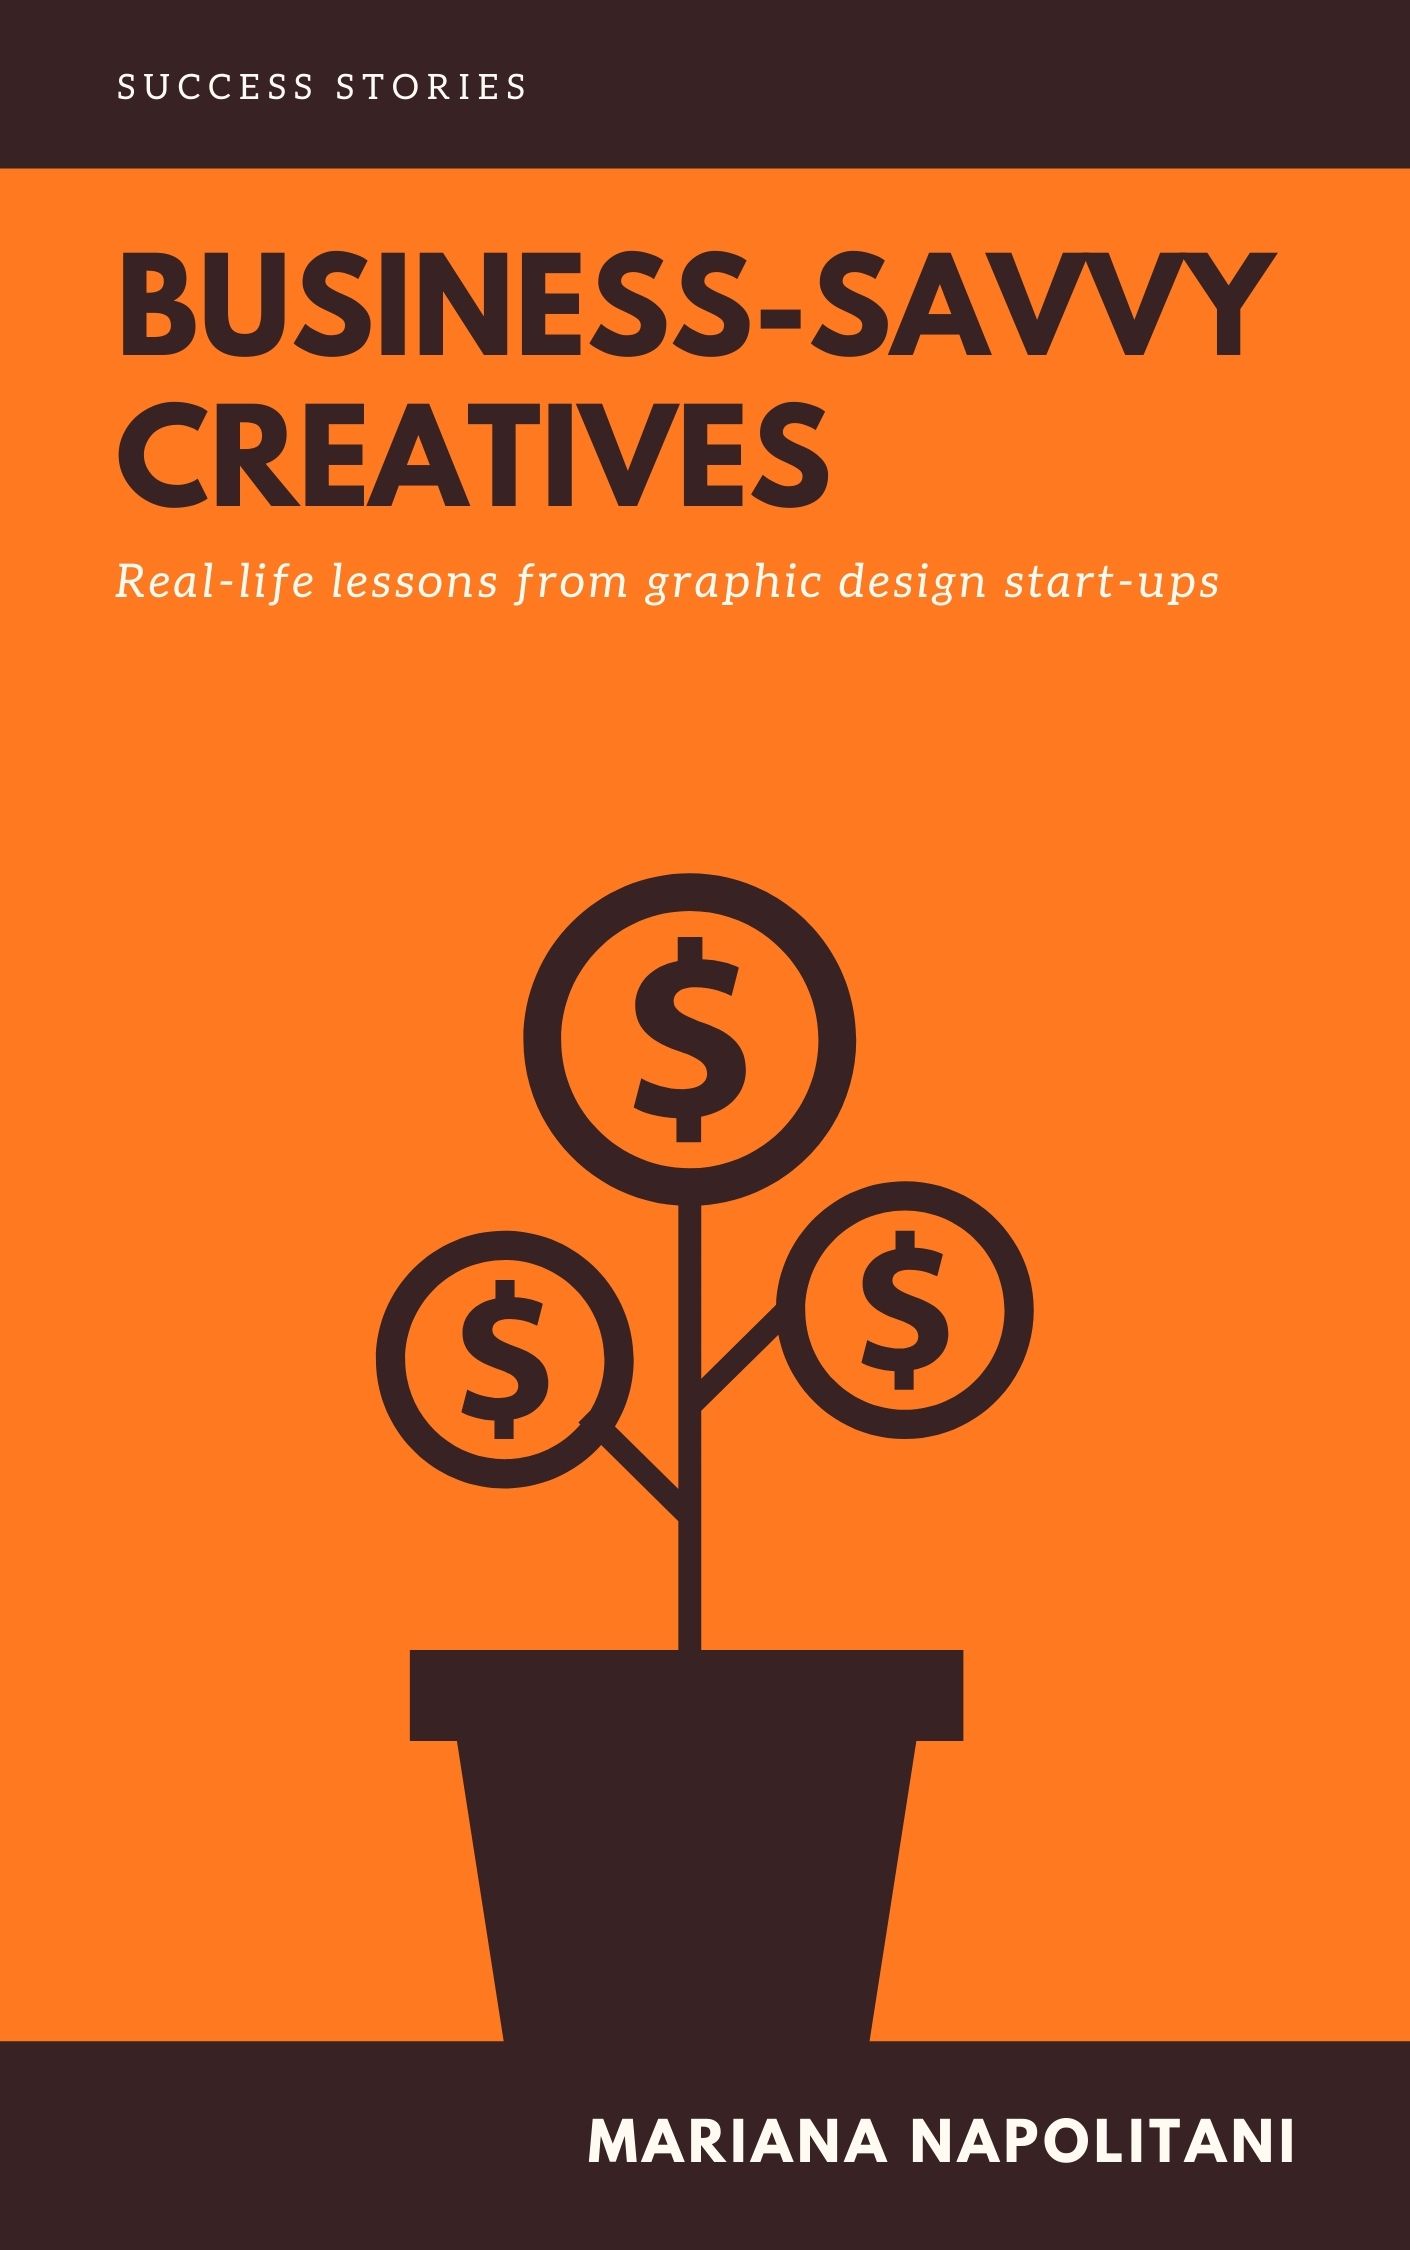 SUCCESS STORIES
BUSINESS-SAVVY
CREATIVES
Real-life lessons from graphic design start-ups
$
$
$
MARIANA NAPOLITANI